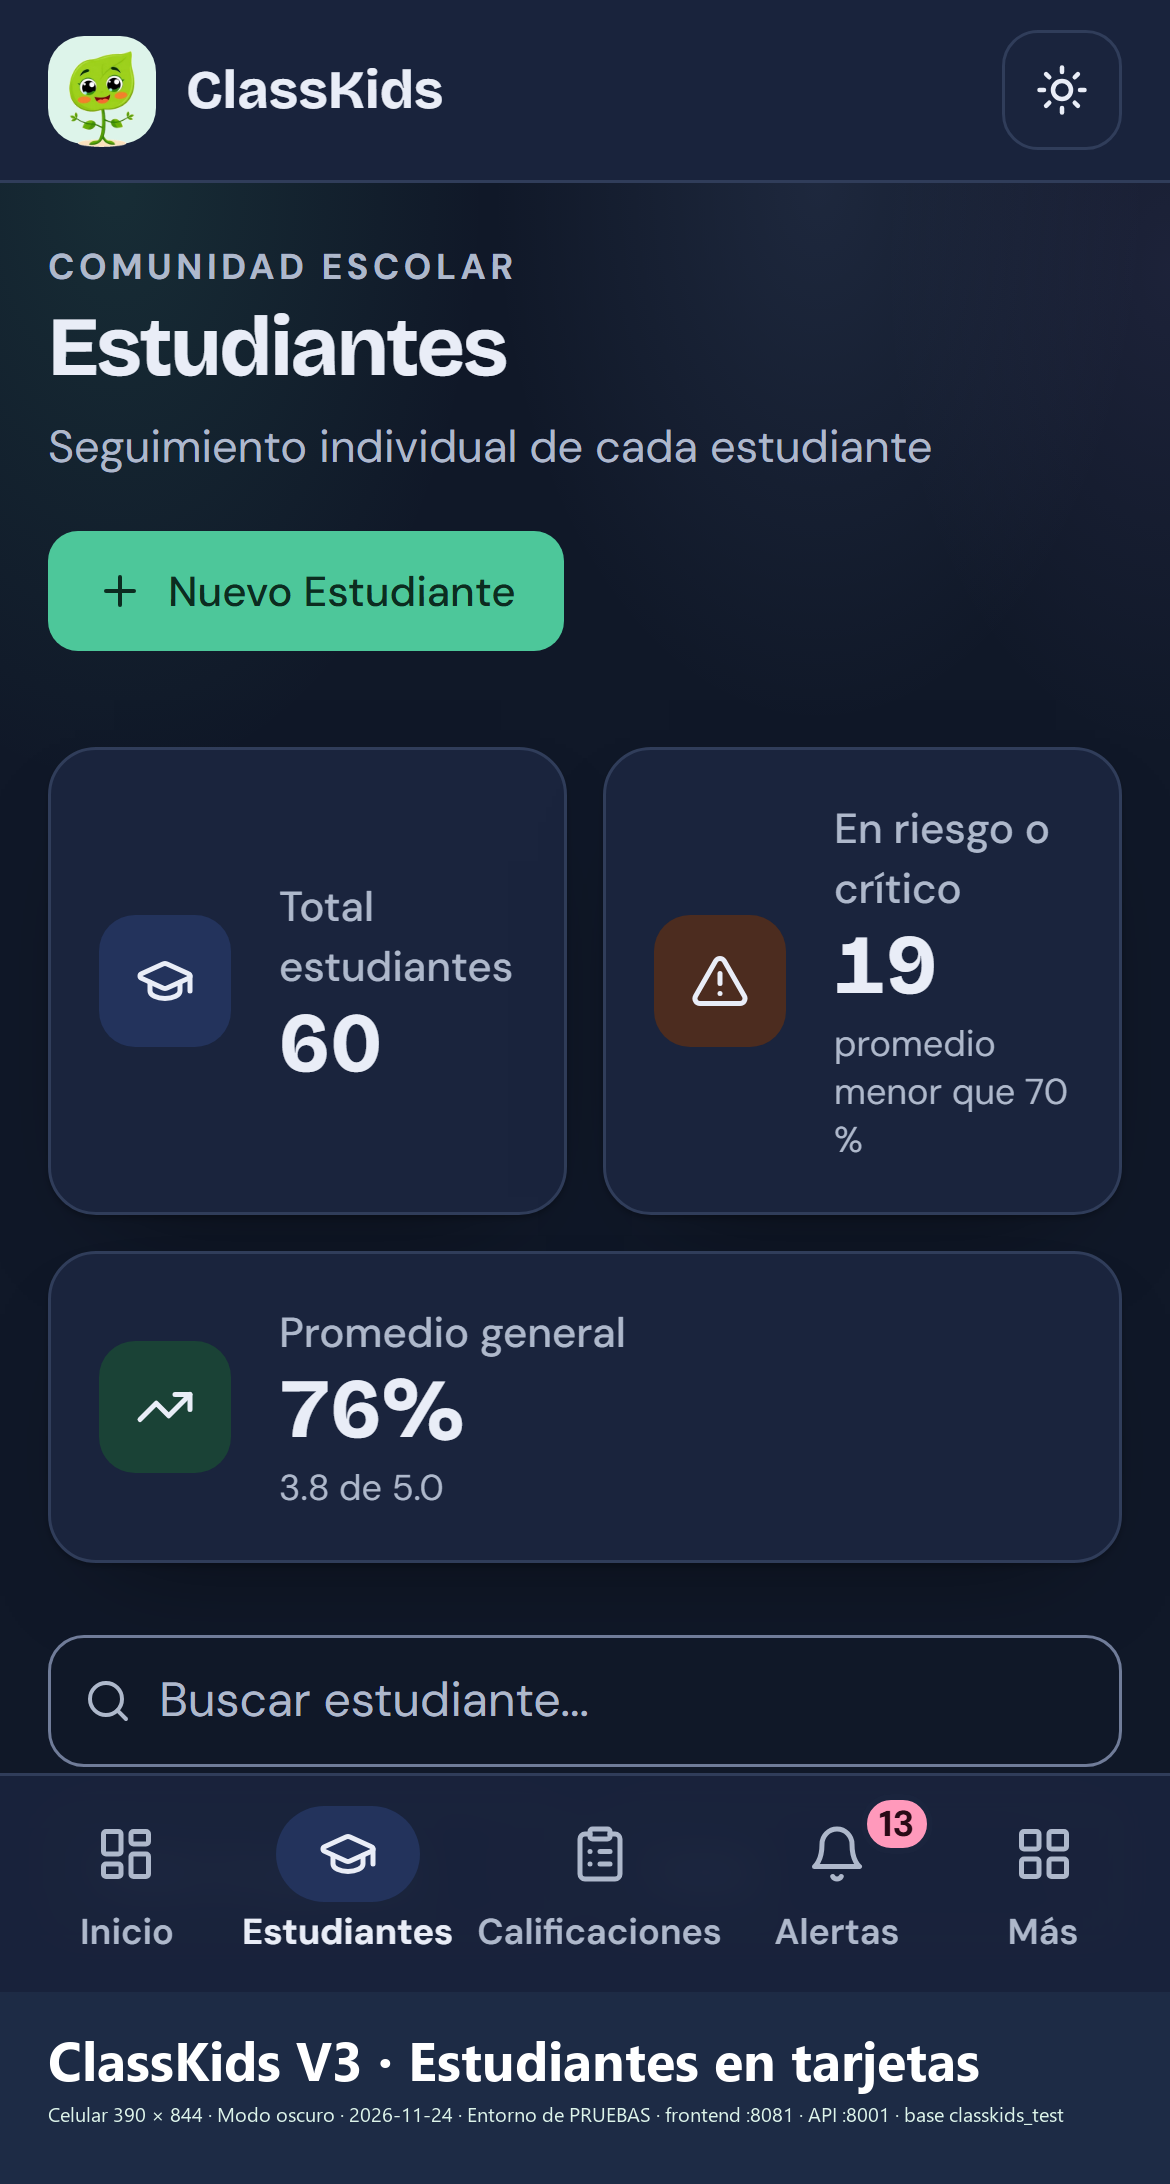 ClassKids
COMUNIDAD ESCOLAR
Estudiantes
Seguimiento individual de cada estudiante
Nuevo Estudiante
Total
estudiantes
60
En riesgo o
crítico
19
promedio
menor que 70
%
Promedio general
76%
3.8 de 5.0
Buscar estudiante...
13
Inicio
Estudiantes
Calificaciones
Alertas
Más
ClassKids V3 · Estudiantes en tarjetas
Celular 390 × 844 · Modo oscuro · 2026-11-24 · Entorno de PRUEBAS · frontend :8081 · API :8001 · base classkids_test